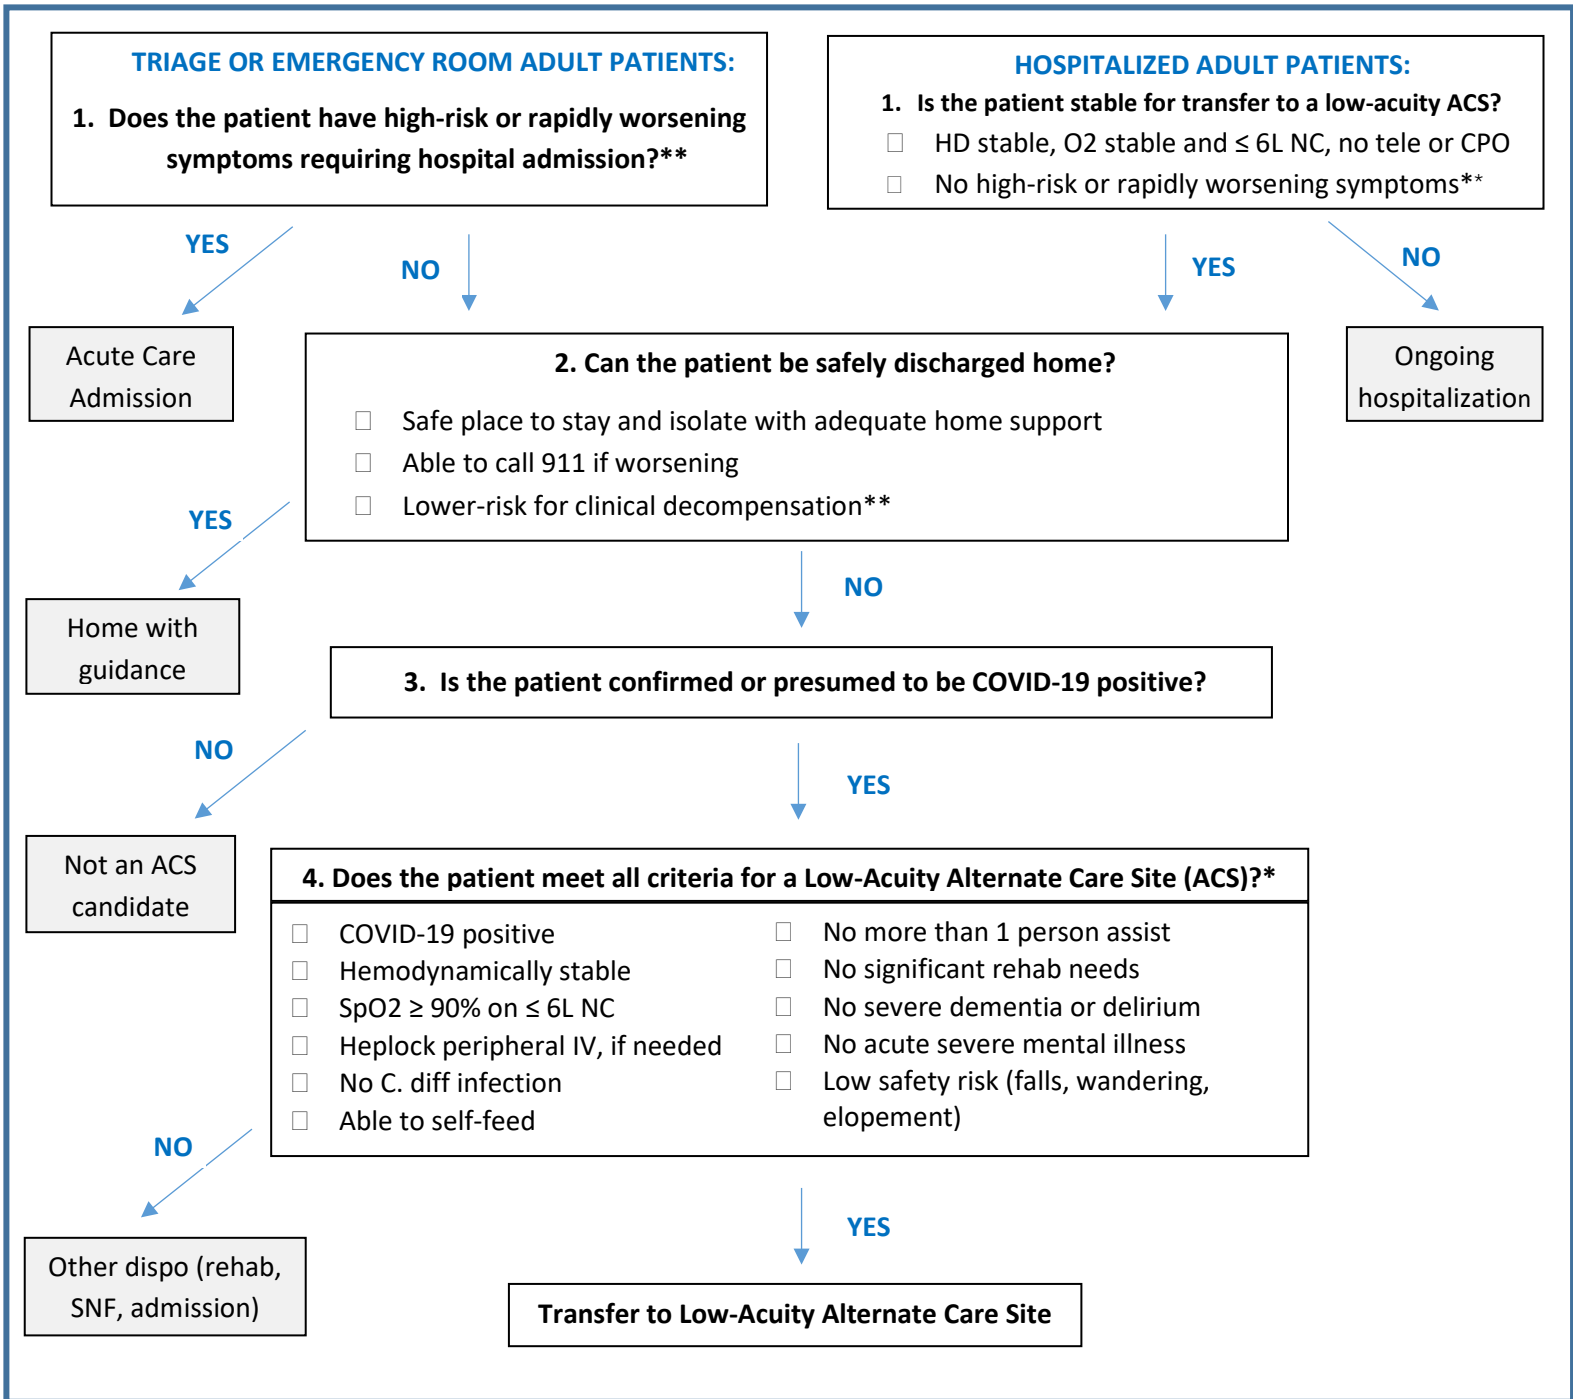 TRIAGE OR EMERGENCY ROOM ADULT PATIENTS:
1. Does the patient have high-risk or rapidly worsening
symptoms requiring hospital admission?**
HOSPITALIZED ADULT PATIENTS:
1. Is the patient stable for transfer to a low-acuity ACS?
☐ HD stable, O2 stable and ≤ 6L NC, no tele or CPO
☐ No high-risk or rapidly worsening symptoms**
YES
NO
YES
NO
Acute Care
Admission
2. Can the patient be safely discharged home?
☐ Safe place to stay and isolate with adequate home support
☐ Able to call 911 if worsening
☐ Lower-risk for clinical decompensation**
Ongoing
hospitalization
YES
NO
Home with
guidance
3. Is the patient confirmed or presumed to be COVID-19 positive?
NO
YES
Not an ACS
candidate
4. Does the patient meet all criteria for a Low-Acuity Alternate Care Site (ACS)?*
☐ COVID-19 positive
☐ Hemodynamically stable
☐ SpO2 ≥ 90% on ≤ 6L NC
☐ Heplock peripheral IV, if needed
☐ No C. diff infection
☐ Able to self-feed
☐ No more than 1 person assist
☐ No significant rehab needs
☐ No severe dementia or delirium
☐ No acute severe mental illness
☐ Low safety risk (falls, wandering,
elopement)
NO
YES
Other dispo (rehab,
SNF, admission)
Transfer to Low-Acuity Alternate Care Site